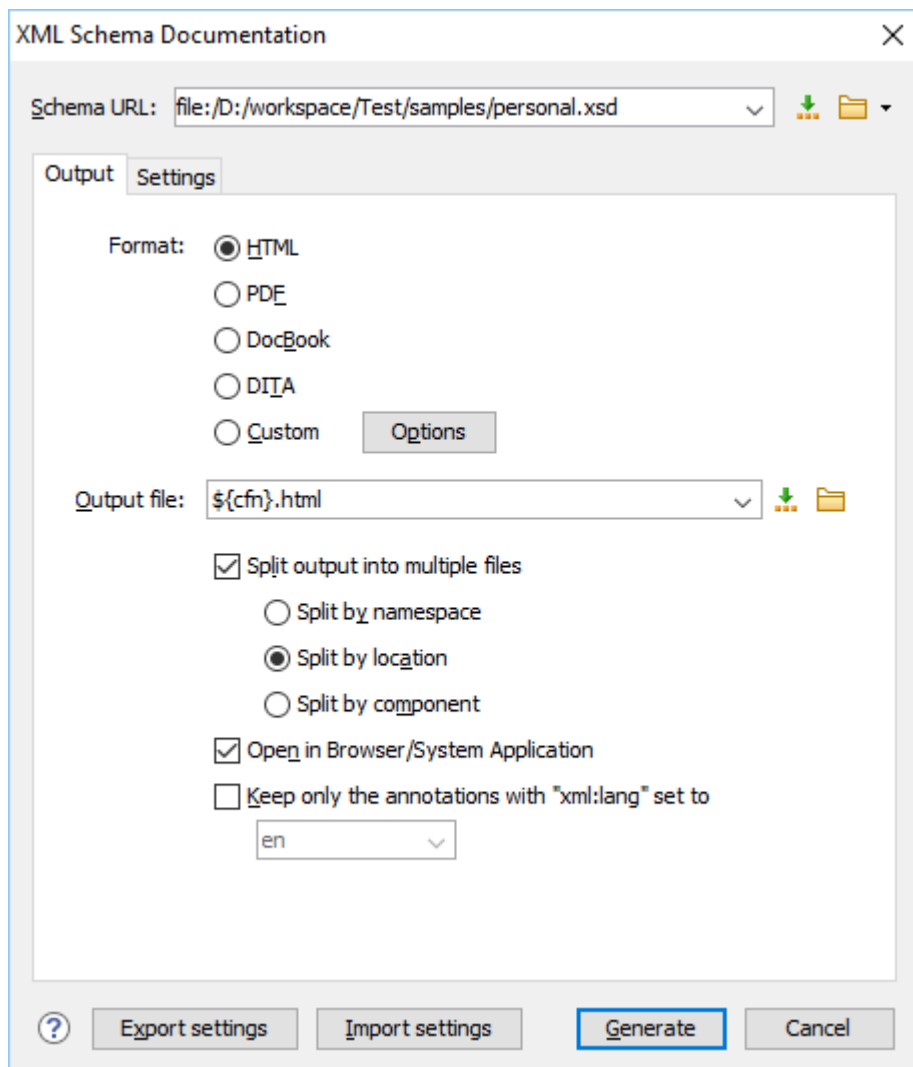 XML Schema Documentation
Schema URL: file:/D:/workspace/Test/samples/personal.xsd
Output Settings
Format: HTML
PDF
DocBook
DITA
Custom Options
Output file: ${cfn}.html
Split output into multiple files
Split by namespace
Split by location
Split by component
Open in Browser/System Application
Keep only the annotations with "xml:lang" set to
en
? Export settings Import settings Generate Cancel